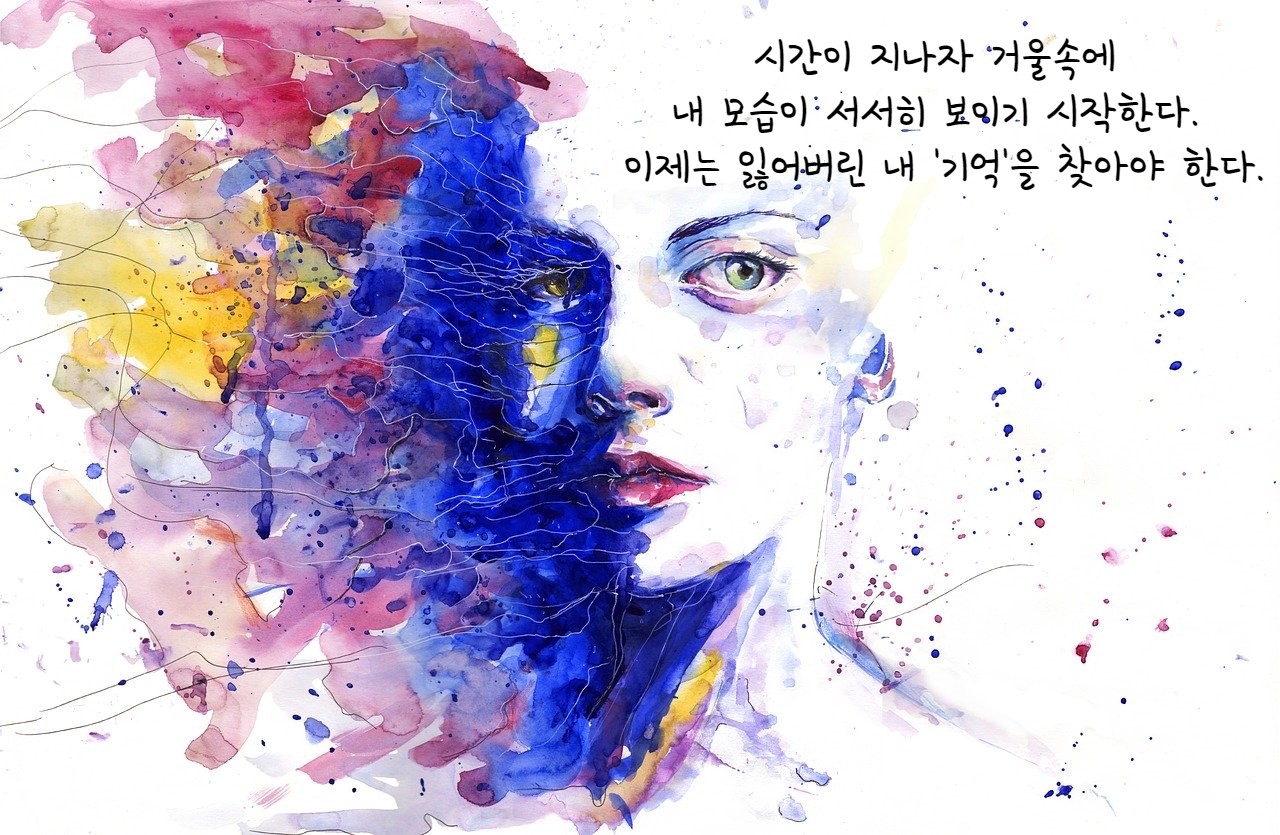 시간이 지나자 거울속에
내 모습이 서서히 보이기 시작한다.
이제는 잃어버린 내 '기억'을 찾아야 한다.